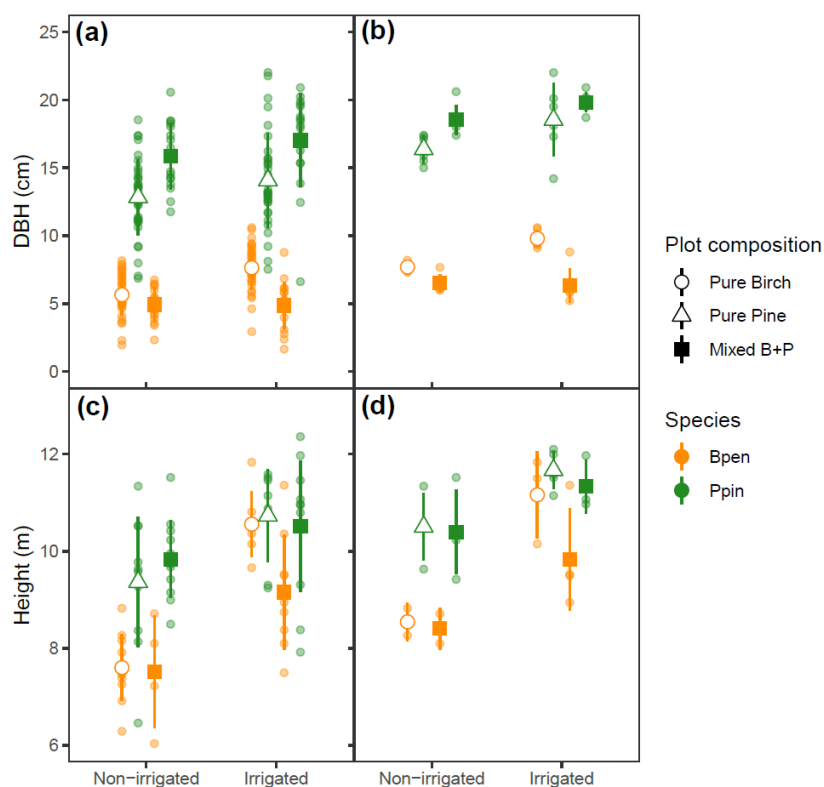 (a)
(b)
25
20
15
10
5
0
DBH (cm)
(c)
(d)
12
10
8
6
Height (m)
Non−irrigated
Irrigated
Non−irrigated
Irrigated
Plot composition
Pure Birch
Pure Pine
Mixed B+P
Species
Bpen
Ppin